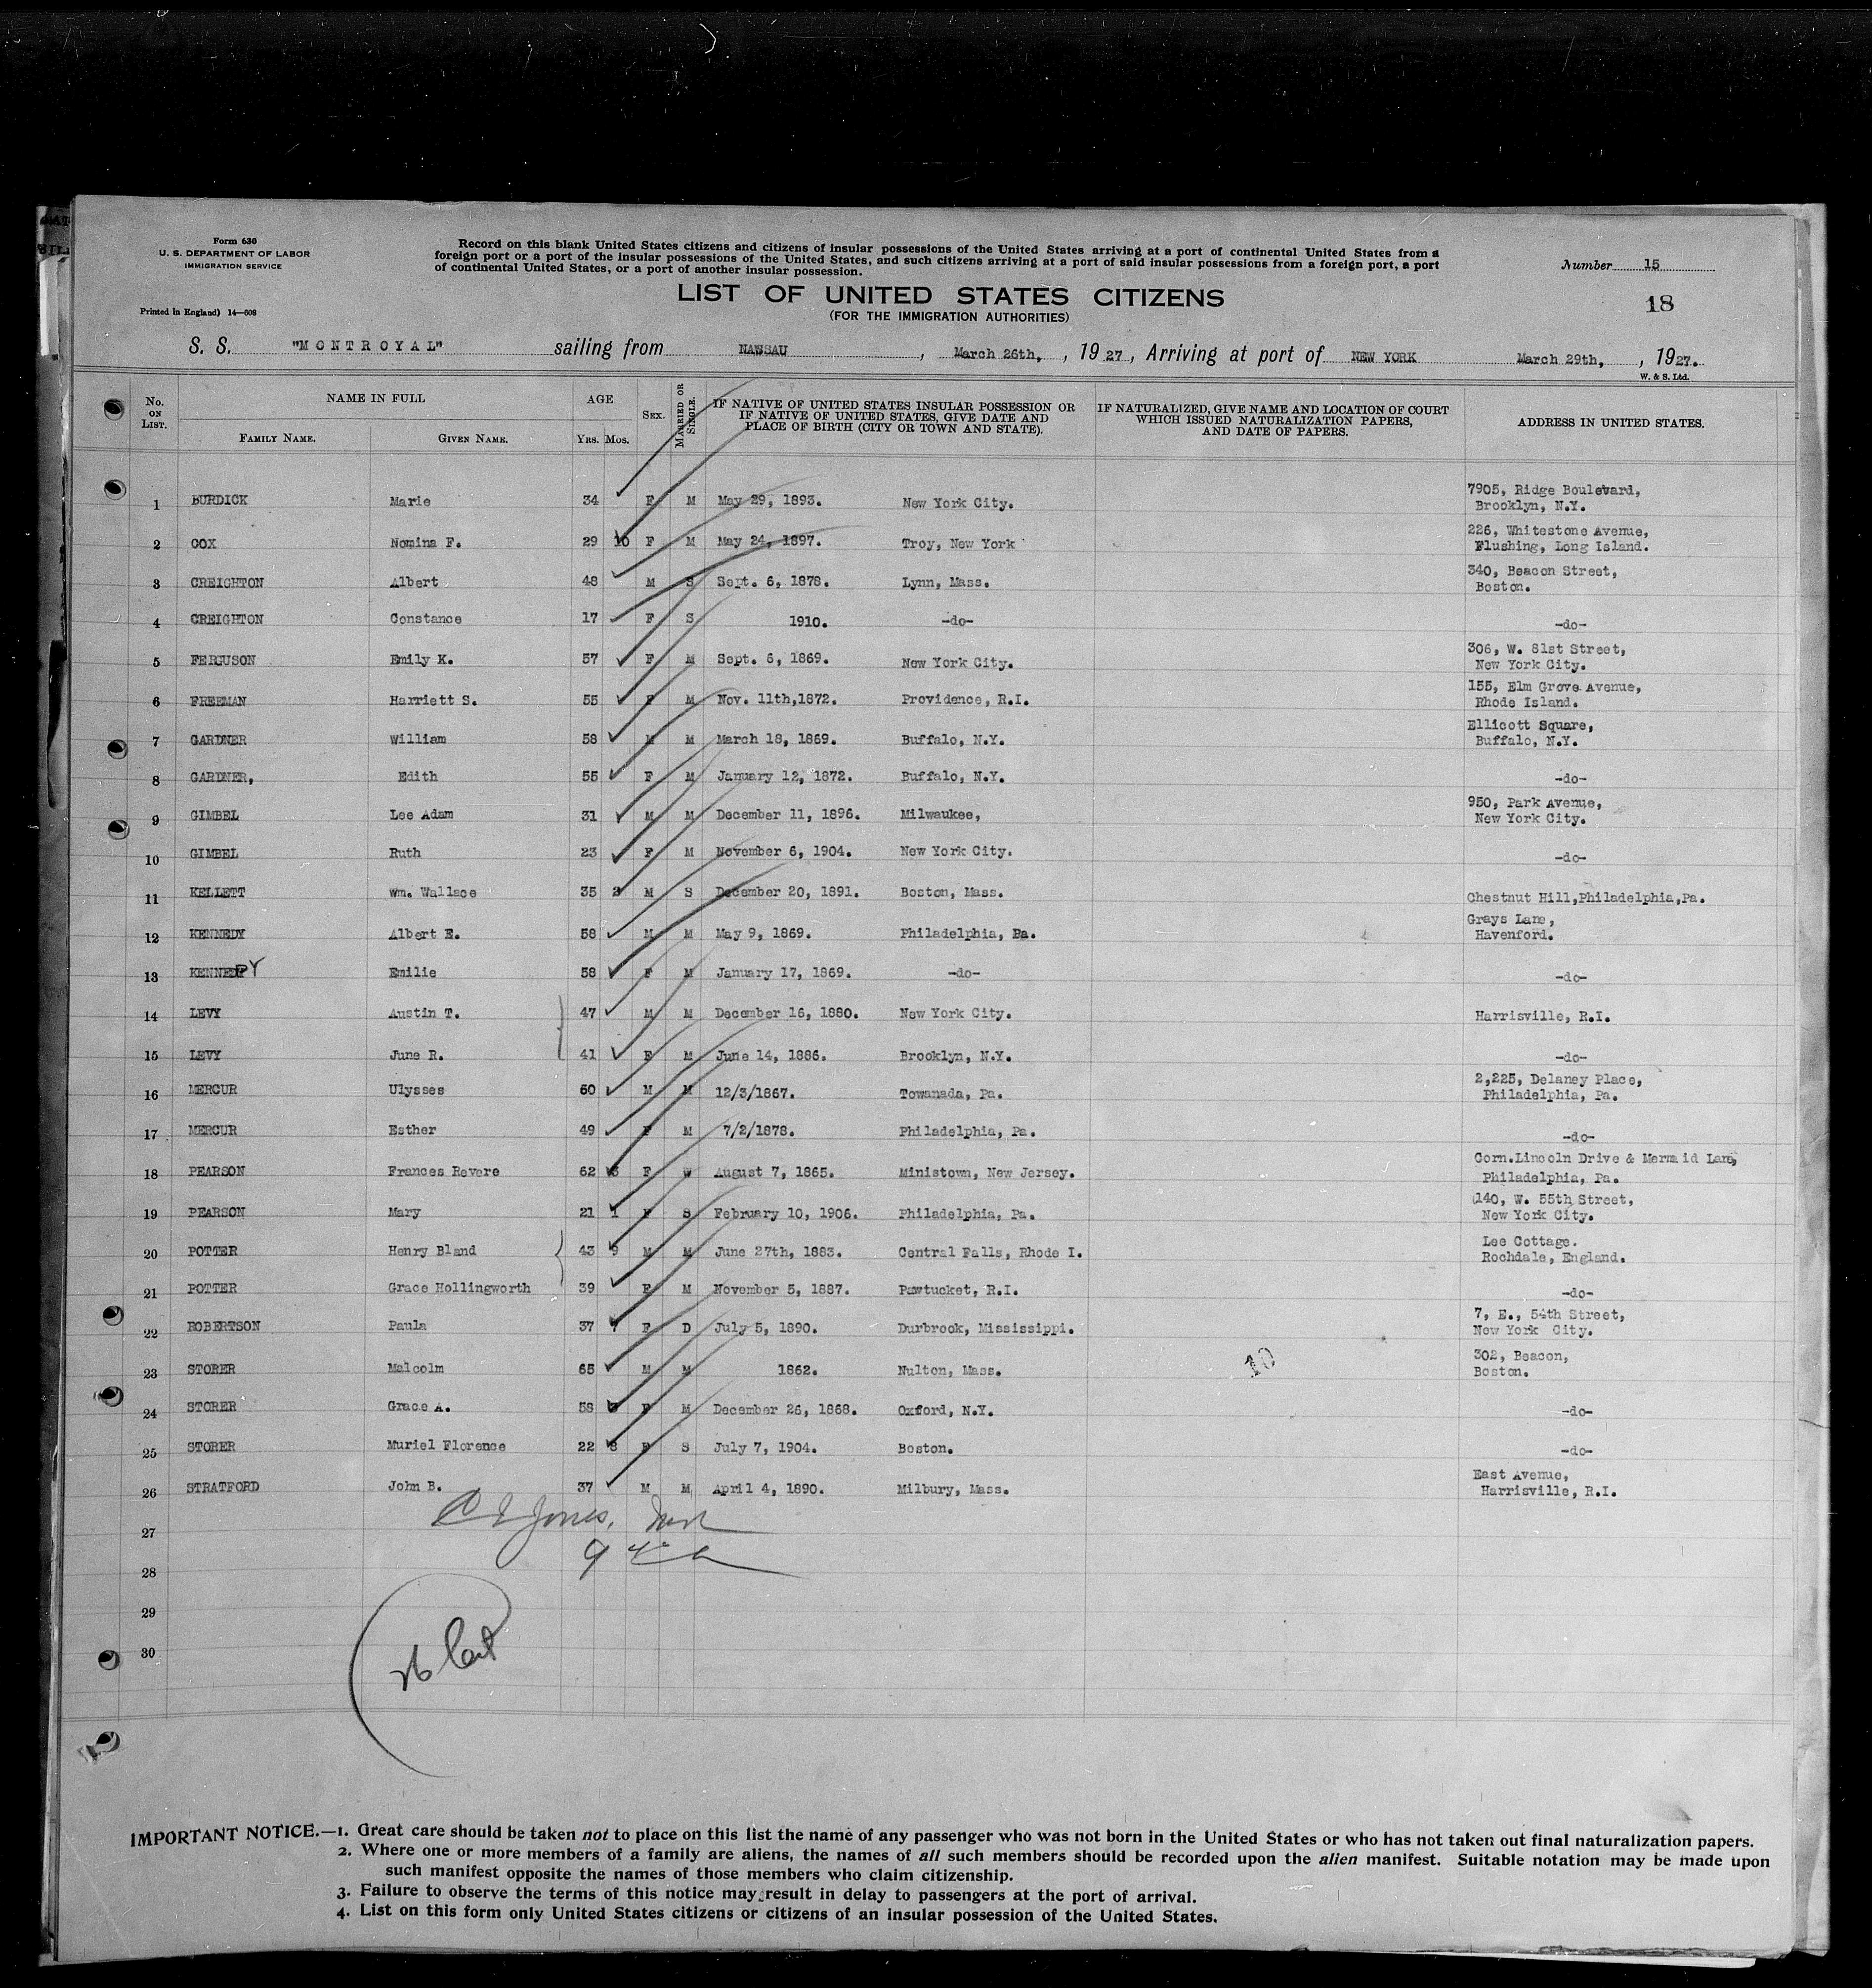 Form 630
U. S. DEPARTMENT OF LABOR
IMMIGRATION SERVICE
Printed in England) 14—608
Record on this blank United States citizens and citizens of insular possessions of the United States arriving at a port of continental United States from a
foreign port or a port of the insular possessions of the United States, and such citizens arriving at a port of said insular possessions from a foreign port, a port
of continental United States, or a port of another insular possession.
Number 15
18
LIST OF UNITED STATES CITIZENS
(FOR THE IMMIGRATION AUTHORITIES)
S. S. "MONTROYAL" sailing from NASSAU, March 26th, , 1927, Arriving at port of NEW YORK March 29th, , 1927.
W. & S. Ltd.
No. ON LIST. NAME IN FULL FAMILY NAME. GIVEN NAME. AGE YRS. MOS. SEX. MARRIED OR SINGLE. IF NATIVE OF UNITED STATES INSULAR POSSESSION OR IF NATIVE OF UNITED STATES, GIVE DATE AND PLACE OF BIRTH (CITY OR TOWN AND STATE). IF NATURALIZED, GIVE NAME AND LOCATION OF COURT WHICH ISSUED NATURALIZATION PAPERS, AND DATE OF PAPERS. ADDRESS IN UNITED STATES.
1 BURDICK Marie 34 F M May 29, 1893. New York City. 7905, Ridge Boulevard, Brooklyn, N.Y.
2 COX Nomina F. 29 10 F M May 24, 1897. Troy, New York 226, Whitestone Avenue, Flushing, Long Island.
3 CREIGHTON Albert 48 M S Sept. 6, 1878. Lynn, Mass. 340, Beacon Street, Boston.
4 CREIGHTON Constance 17 F S 1910. -do- -do-
5 FERGUSON Emily K. 57 F M Sept. 6, 1869. New York City. 306, W. 81st Street, New York City.
6 FREEMAN Harriett S. 55 F M Nov. 11th,1872. Providence, R.I. 155, Elm Grove Avenue, Rhode Island.
7 GARDNER William 58 M M March 18, 1869. Buffalo, N.Y. Ellicott Square, Buffalo, N.Y.
8 GARDNER, Edith 55 F M January 12, 1872. Buffalo, N.Y. -do-
9 GIMBEL Lee Adam 31 M M December 11, 1896. Milwaukee, 950, Park Avenue, New York City.
10 GIMBEL Ruth 23 F M November 6, 1904. New York City. -do-
11 KELLETT Wm. Wallace 35 3 M S December 20, 1891. Boston, Mass. Chestnut Hill,Philadelphia,Pa.
12 KENNEDY Albert E. 58 M M May 9, 1869. Philadelphia, Pa. Grays Lane, Havenford.
13 KENNEDY Emilie 58 F M January 17, 1869. -do- -do-
14 LEVY Austin T. 47 M M December 16, 1880. New York City. Harrisville, R.I.
15 LEVY June R. 41 F M June 14, 1886. Brooklyn, N.Y. -do-
16 MERCUR Ulysses 60 M M 12/3/1867. Towanada, Pa. 2,225, Delaney Place, Philadelphia, Pa.
17 MERCUR Esther 49 F M 7/2/1878. Philadelphia, Pa. -do-
18 PEARSON Frances Revere 62 F W August 7, 1865. Ministown, New Jersey. Corn.Lincoln Drive & Mermaid Lane, Philadelphia, Pa.
19 PEARSON Mary 21 1 F S February 10, 1906. Philadelphia, Pa. 140, W. 55th Street, New York City.
20 POTTER Henry Bland 43 9 M M June 27th, 1883. Central Falls, Rhode I. Lee Cottage. Rochdale, England.
21 POTTER Grace Hollingworth 39 F M November 5, 1887. Pawtucket, R.I. -do-
22 ROBERTSON Paula 37 7 F D July 5, 1890. Durbrook, Mississippi. 7, E., 54th Street, New York City.
23 STORER Malcolm 65 M M 1862. Nulton, Mass. 10 302, Beacon, Boston.
24 STORER Grace A. 58 3 F M December 26, 1868. Oxford, N.Y. -do-
25 STORER Muriel Florence 22 8 F S July 7, 1904. Boston. -do-
26 STRATFORD John B. 37 M M April 4, 1890. Milbury, Mass. East Avenue, Harrisville, R.I.
27
28
29
30
C E Jones,
26
IMPORTANT NOTICE.—1. Great care should be taken not to place on this list the name of any passenger who was not born in the United States or who has not taken out final naturalization papers.
2. Where one or more members of a family are aliens, the names of all such members should be recorded upon the alien manifest. Suitable notation may be made upon
such manifest opposite the names of those members who claim citizenship.
3. Failure to observe the terms of this notice may result in delay to passengers at the port of arrival.
4. List on this form only United States citizens or citizens of an insular possession of the United States.